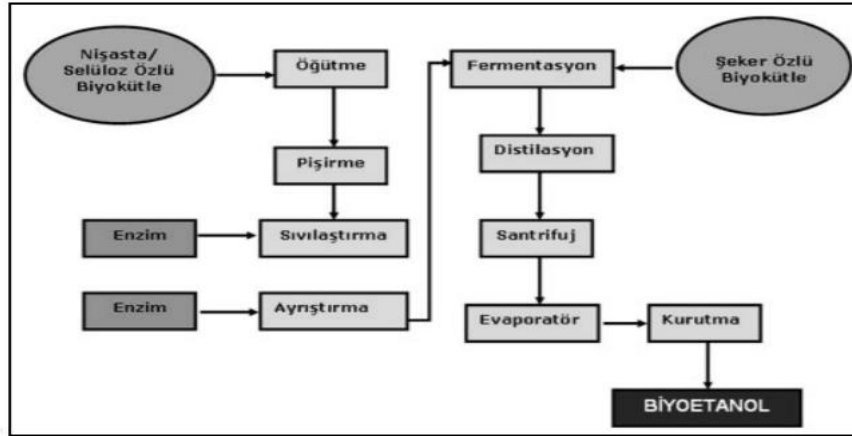 Nişasta/
Selüloz Özlü
Biyokütle
Öğütme
Pişirme
Enzim
Sıvılaştırma
Enzim
Ayrıştırma
Fermentasyon
Şeker Özlü
Biyokütle
Distilasyon
Santrifuj
Evaporatör
Kurutma
BİYOETANOL